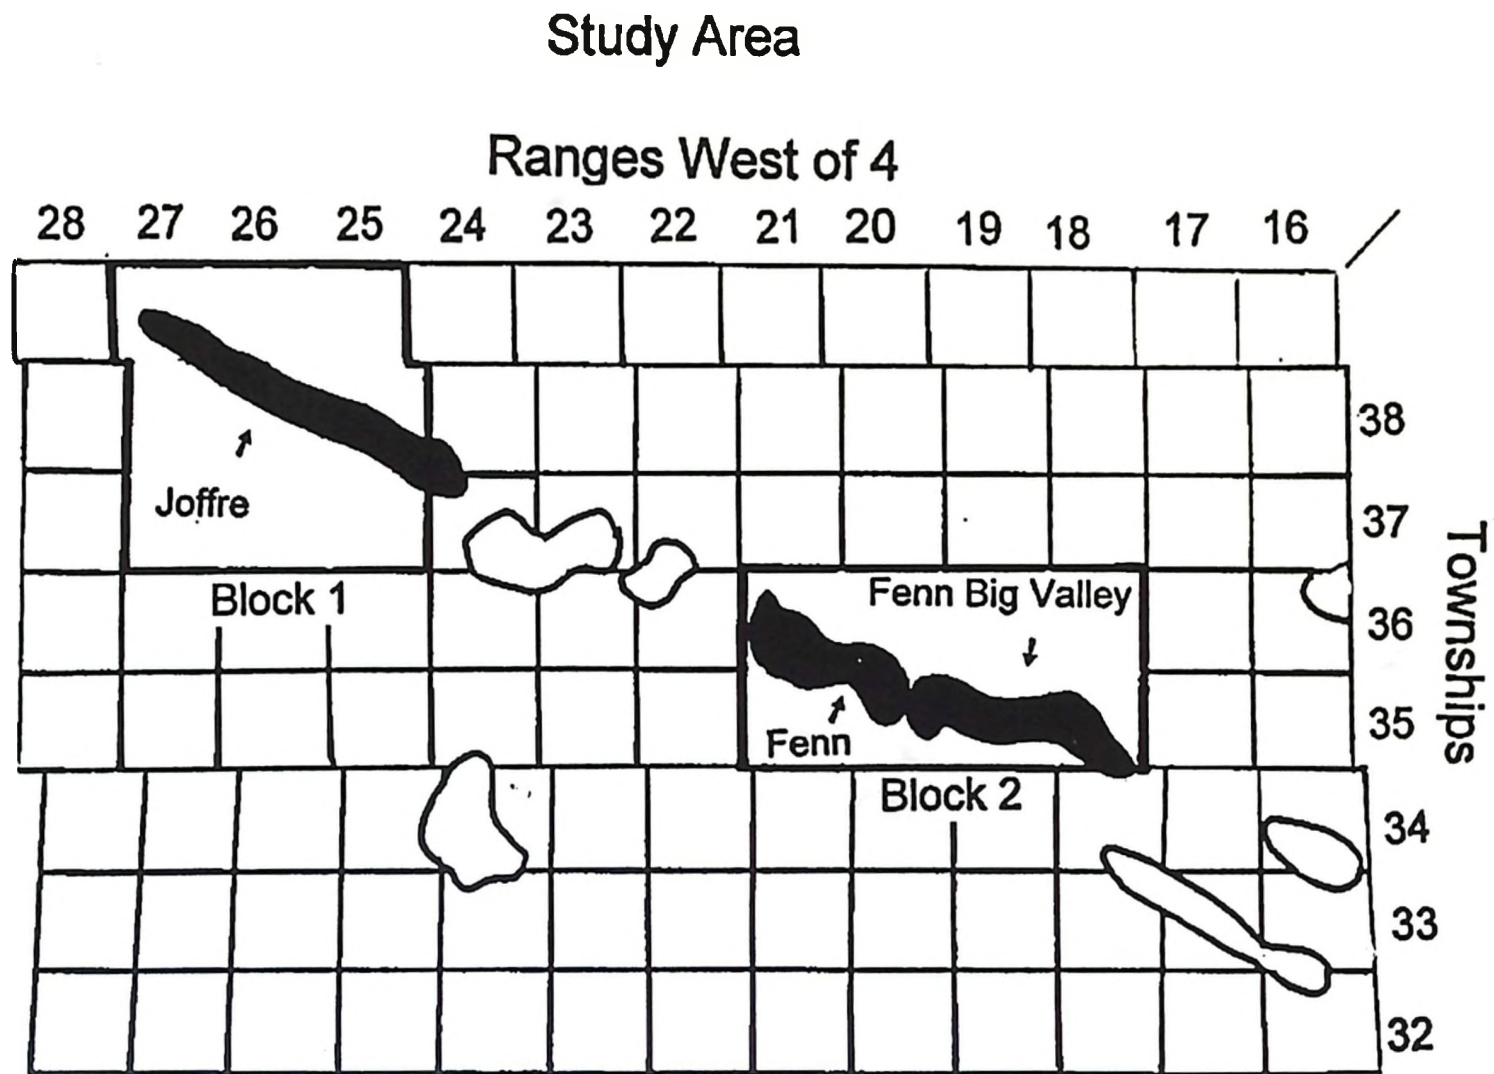 Study Area
Ranges West of 4
28 27 26 25 24 23 22 21 20 19 18 17 16
38
Joffre
37
Block 1
Fenn Big Valley
36
35
Fenn
Block 2
34
33
32
Townships